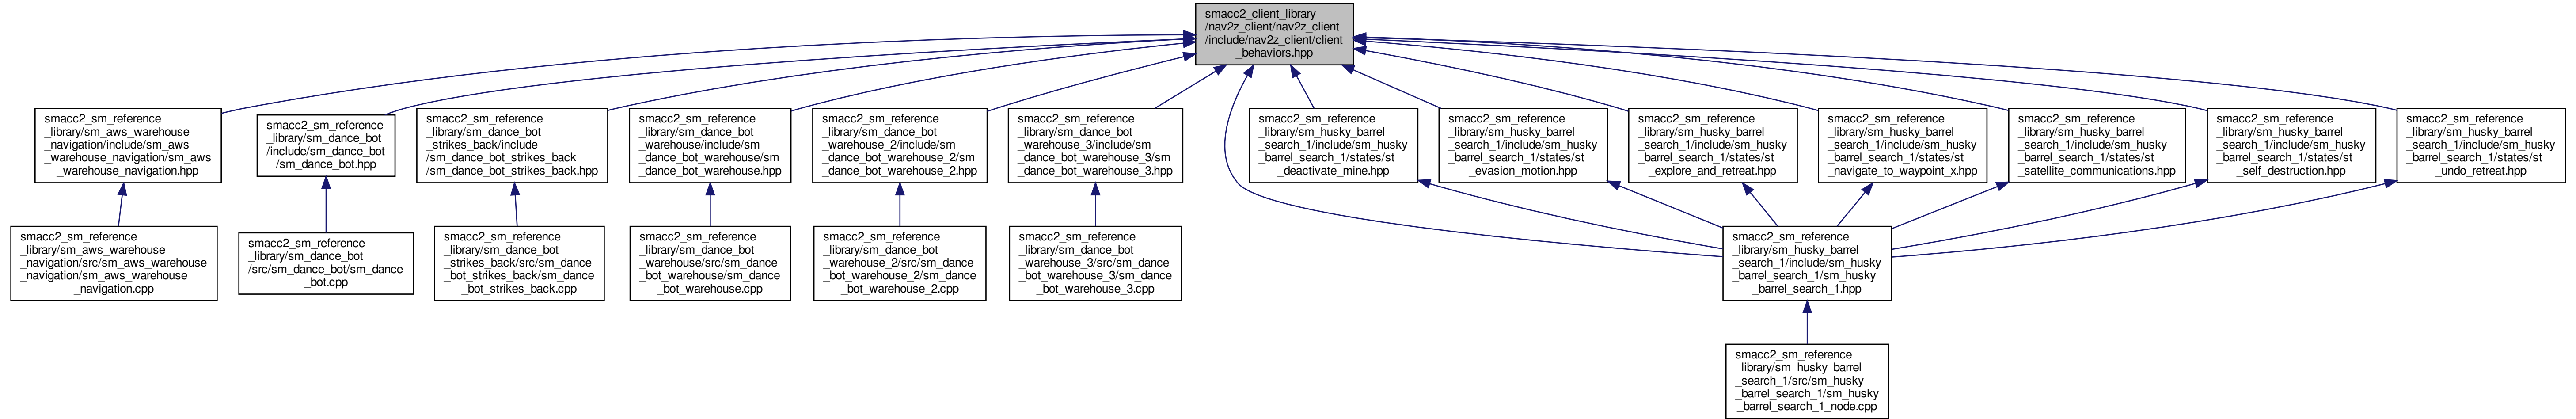 smacc2_client_library
/nav2z_client/nav2z_client
/include/nav2z_client/client
_behaviors.hpp
smacc2_sm_reference
_library/sm_aws_warehouse
_navigation/include/sm_aws
_warehouse_navigation/sm_aws
_warehouse_navigation.hpp
smacc2_sm_reference
_library/sm_dance_bot
/include/sm_dance_bot
/sm_dance_bot.hpp
smacc2_sm_reference
_library/sm_dance_bot
_strikes_back/include
/sm_dance_bot_strikes_back
/sm_dance_bot_strikes_back.hpp
smacc2_sm_reference
_library/sm_dance_bot
_warehouse/include/sm
_dance_bot_warehouse/sm
_dance_bot_warehouse.hpp
smacc2_sm_reference
_library/sm_dance_bot
_warehouse_2/include/sm
_dance_bot_warehouse_2/sm
_dance_bot_warehouse_2.hpp
smacc2_sm_reference
_library/sm_dance_bot
_warehouse_3/include/sm
_dance_bot_warehouse_3/sm
_dance_bot_warehouse_3.hpp
smacc2_sm_reference
_library/sm_husky_barrel
_search_1/include/sm_husky
_barrel_search_1/states/st
_deactivate_mine.hpp
smacc2_sm_reference
_library/sm_husky_barrel
_search_1/include/sm_husky
_barrel_search_1/states/st
_evasion_motion.hpp
smacc2_sm_reference
_library/sm_husky_barrel
_search_1/include/sm_husky
_barrel_search_1/states/st
_explore_and_retreat.hpp
smacc2_sm_reference
_library/sm_husky_barrel
_search_1/include/sm_husky
_barrel_search_1/states/st
_navigate_to_waypoint_x.hpp
smacc2_sm_reference
_library/sm_husky_barrel
_search_1/include/sm_husky
_barrel_search_1/states/st
_satellite_communications.hpp
smacc2_sm_reference
_library/sm_husky_barrel
_search_1/include/sm_husky
_barrel_search_1/states/st
_self_destruction.hpp
smacc2_sm_reference
_library/sm_husky_barrel
_search_1/include/sm_husky
_barrel_search_1/states/st
_undo_retreat.hpp
smacc2_sm_reference
_library/sm_aws_warehouse
_navigation/src/sm_aws_warehouse
_navigation/sm_aws_warehouse
_navigation.cpp
smacc2_sm_reference
_library/sm_dance_bot
/src/sm_dance_bot/sm_dance
_bot.cpp
smacc2_sm_reference
_library/sm_dance_bot
_strikes_back/src/sm_dance
_bot_strikes_back/sm_dance
_bot_strikes_back.cpp
smacc2_sm_reference
_library/sm_dance_bot
_warehouse/src/sm_dance
_bot_warehouse/sm_dance
_bot_warehouse.cpp
smacc2_sm_reference
_library/sm_dance_bot
_warehouse_2/src/sm_dance
_bot_warehouse_2/sm_dance
_bot_warehouse_2.cpp
smacc2_sm_reference
_library/sm_dance_bot
_warehouse_3/src/sm_dance
_bot_warehouse_3/sm_dance
_bot_warehouse_3.cpp
smacc2_sm_reference
_library/sm_husky_barrel
_search_1/include/sm_husky
_barrel_search_1/sm_husky
_barrel_search_1.hpp
smacc2_sm_reference
_library/sm_husky_barrel
_search_1/src/sm_husky
_barrel_search_1/sm_husky
_barrel_search_1_node.cpp